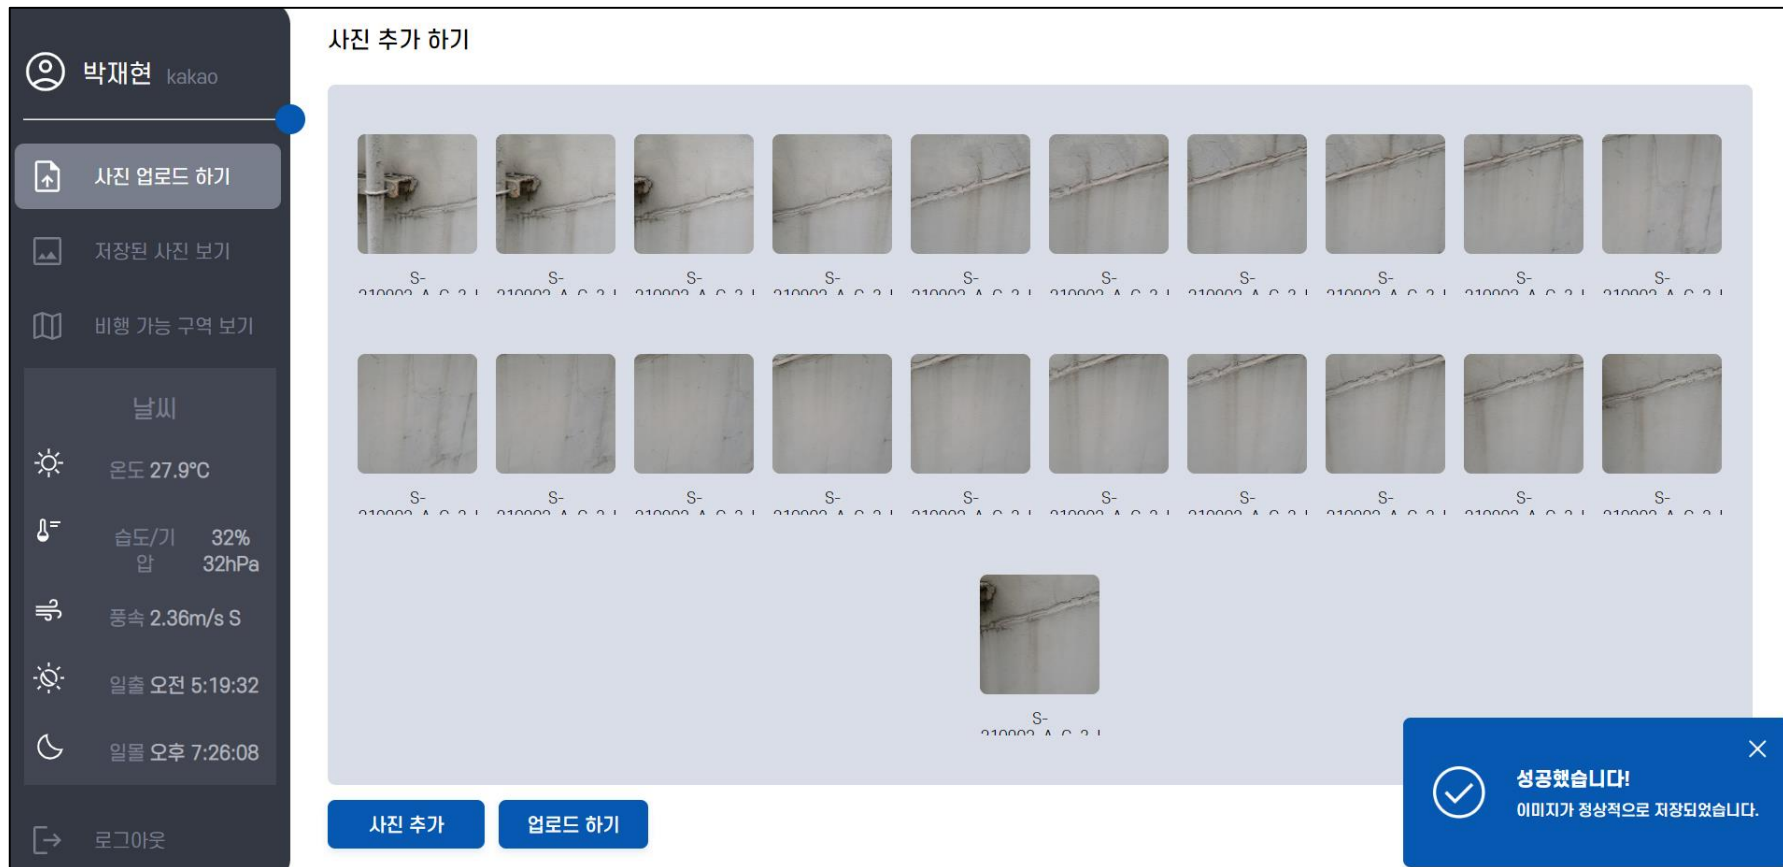 박재현 kakao
사진 업로드 하기
저장된 사진 보기
비행 가능 구역 보기
날씨
온도 27.9°C
습도/기 32%
압 32hPa
풍속 2.36m/s S
일출 오전 5:19:32
일몰 오후 7:26:08
로그아웃
사진 추가 하기
S- S- S- S- S- S- S- S- S- S-
S- S- S- S- S- S- S- S- S- S-
S-
사진 추가 업로드 하기
성공했습니다!
이미지가 정상적으로 저장되었습니다.